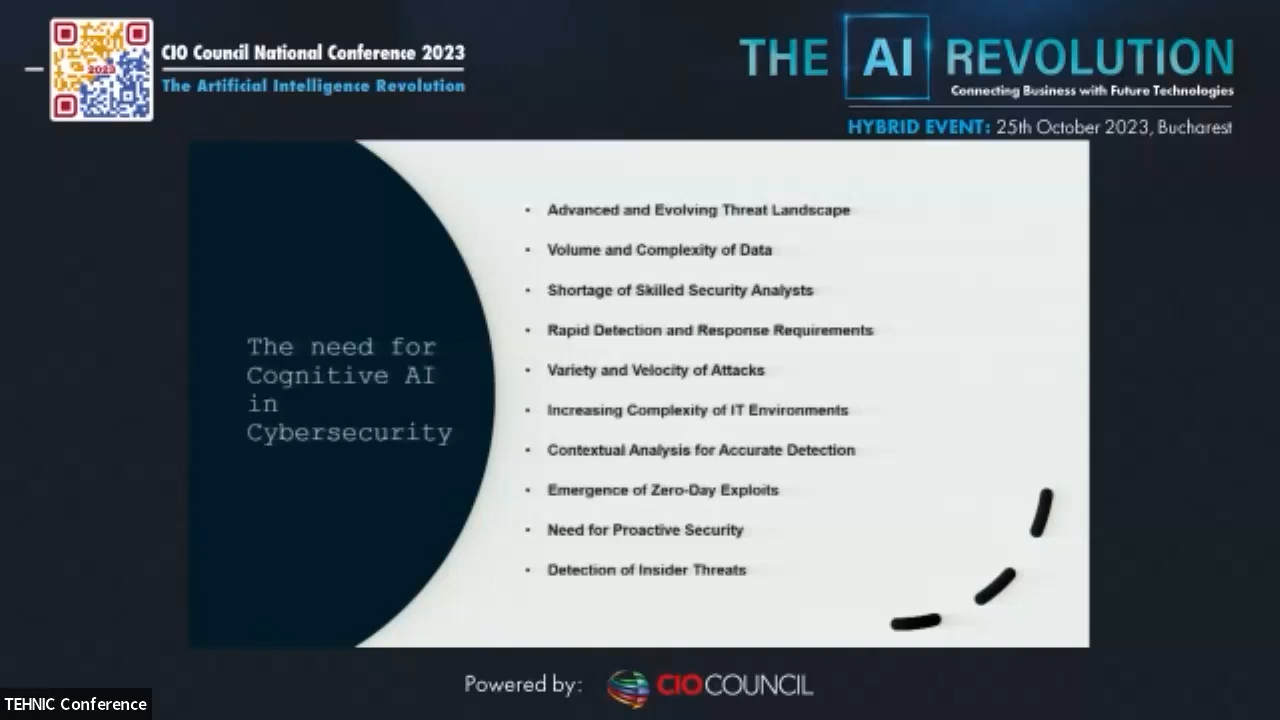 2023
CIO Council National Conference 2023
The Artificial Intelligence Revolution
THE AI REVOLUTION
Connecting Business with Future Technologies
HYBRID EVENT: 25th October 2023, Bucharest
The need for
Cognitive AI
in
Cybersecurity
• Advanced and Evolving Threat Landscape
• Volume and Complexity of Data
• Shortage of Skilled Security Analysts
• Rapid Detection and Response Requirements
• Variety and Velocity of Attacks
• Increasing Complexity of IT Environments
• Contextual Analysis for Accurate Detection
• Emergence of Zero-Day Exploits
• Need for Proactive Security
• Detection of Insider Threats
Powered by: CIO COUNCIL
TEHNIC Conference